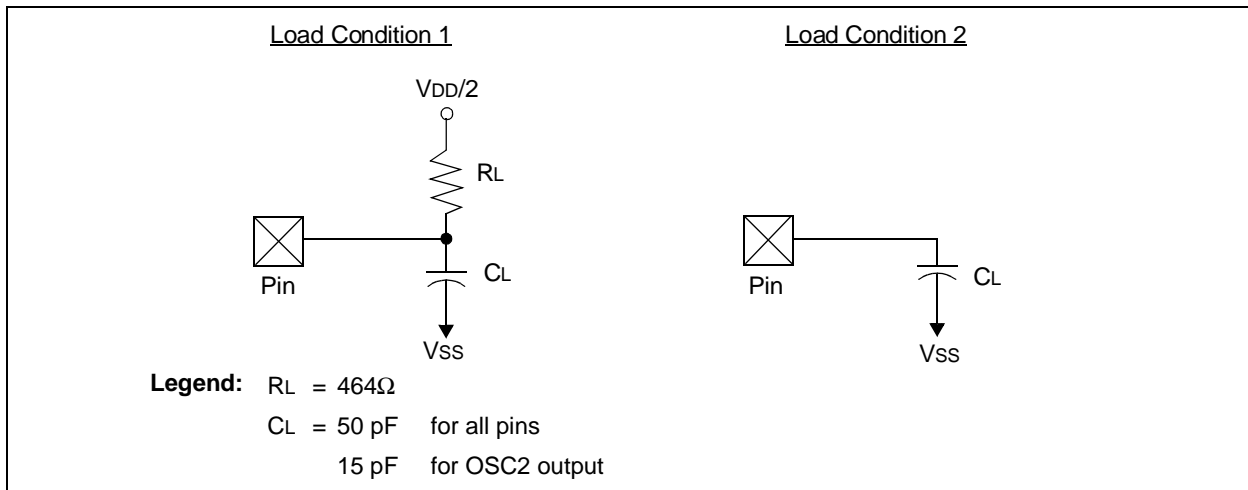 Load Condition 1
VDD/2
RL
Pin
CL
VSS
Load Condition 2
Pin
CL
VSS
Legend: RL = 464Ω
CL = 50 pF for all pins
15 pF for OSC2 output